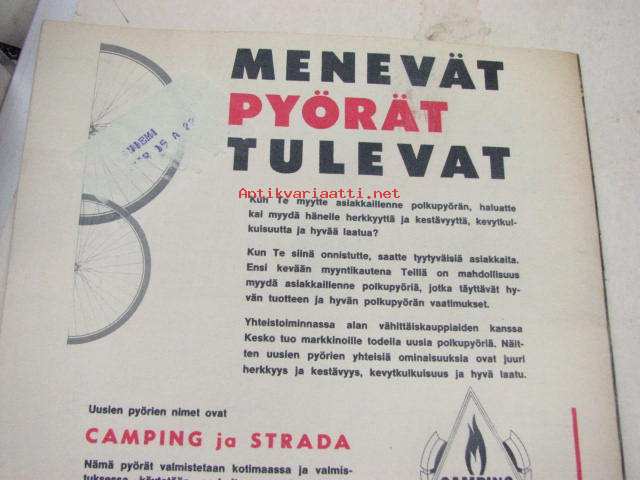 MENEVÄT
PYÖRÄT
TULEVAT
Antikvariaatti.net
Kun Te myytte asiakkaillenne polkupyörän, haluatte
kai myydä hänelle herkkyyttä ja kestävyyttä, kevytkul-
kuisuutta ja hyvää laatua?
Kun Te siinä onnistutte, saatte tyytyväisiä asiakkaita.
Ensi kevään myyntikautena Teillä on mahdollisuus
myydä asiakkaillenne polkupyöriä, jotka täyttävät hy-
vän tuotteen ja hyvän polkupyörän vaatimukset.
Yhteistoiminnassa alan vähittäiskauppiaiden kanssa
Kesko tuo markkinoille todella uusia polkupyöriä. Näit-
ten uusien pyörien yhteisiä ominaisuuksia ovat juuri
herkkyys ja kestävyys, kevytkulkuisuus ja hyvä laatu.
Uusien pyörien nimet ovat
CAMPING ja STRADA
Nämä pyörät valmistetaan kotimaassa ja valmis-
CAMPING